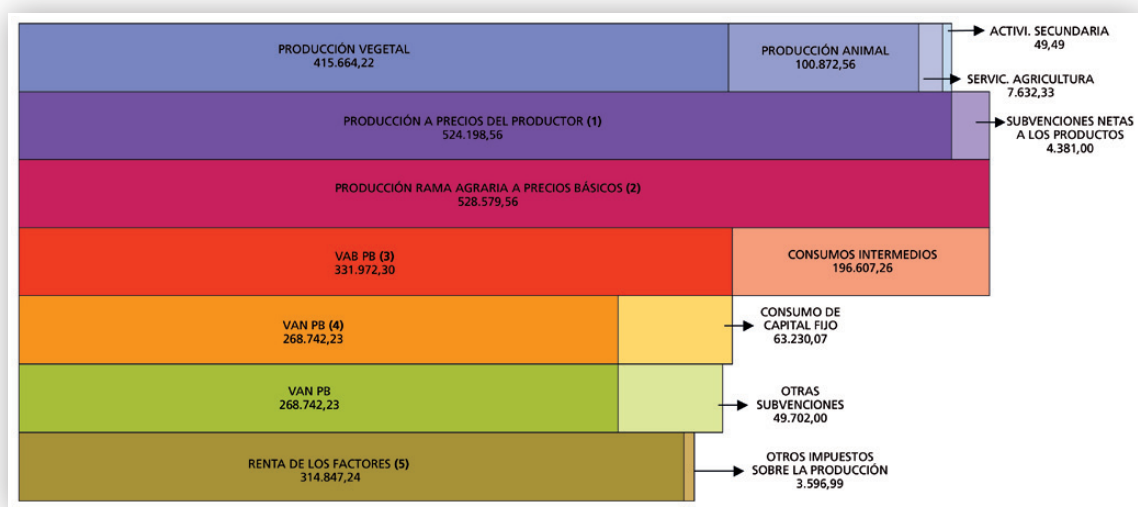 PRODUCCIÓN VEGETAL
415.664,22
PRODUCCIÓN ANIMAL
100.872,56
ACTIVI. SECUNDARIA
49,49
SERVIC. AGRICULTURA
7.632,33
PRODUCCIÓN A PRECIOS DEL PRODUCTOR (1)
524.198,56
SUBVENCIONES NETAS
A LOS PRODUCTOS
4.381,00
PRODUCCIÓN RAMA AGRARIA A PRECIOS BÁSICOS (2)
528.579,56
VAB PB (3)
331.972,30
CONSUMOS INTERMEDIOS
196.607,26
VAN PB (4)
268.742,23
CONSUMO DE
CAPITAL FIJO
63.230,07
VAN PB
268.742,23
OTRAS
SUBVENCIONES
49.702,00
RENTA DE LOS FACTORES (5)
314.847,24
OTROS IMPUESTOS
SOBRE LA PRODUCCIÓN
3.596,99